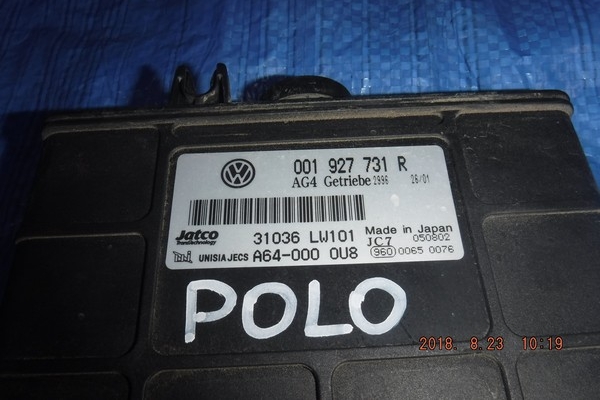 001 927 731 R
AG4 Getriebe 2996 26/01
Jatco 31036 LW101 Made in Japan
TransTechnology JC7 050802
UNISIA JECS A64-000 0U8 960 0065 0076
POLO
2018. 8.23 10:19